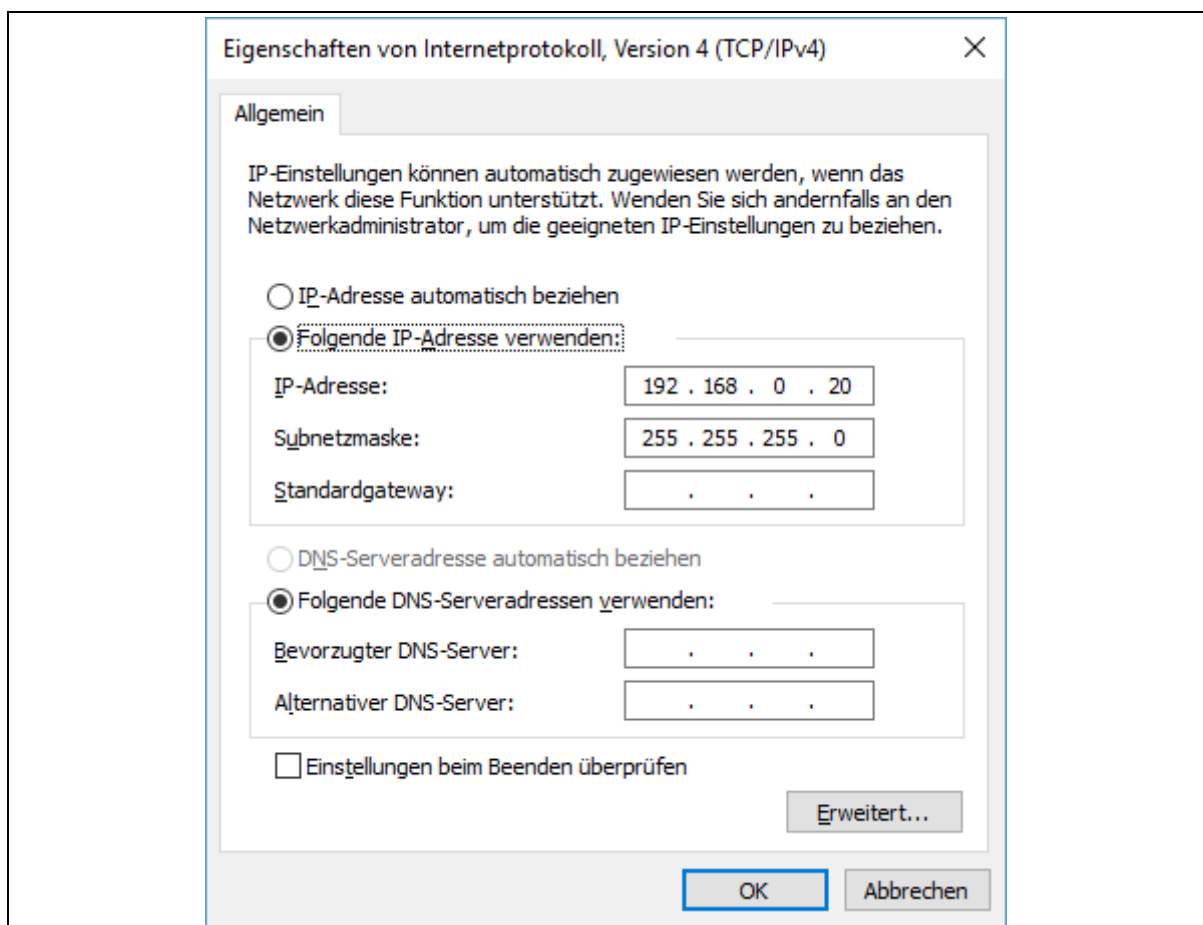 Eigenschaften von Internetprotokoll, Version 4 (TCP/IPv4)
Allgemein
IP-Einstellungen können automatisch zugewiesen werden, wenn das
Netzwerk diese Funktion unterstützt. Wenden Sie sich andernfalls an den
Netzwerkadministrator, um die geeigneten IP-Einstellungen zu beziehen.
IP-Adresse automatisch beziehen
Folgende IP-Adresse verwenden:
IP-Adresse: 192 . 168 . 0 . 20
Subnetzmaske: 255 . 255 . 255 . 0
Standardgateway: . . .
DNS-Serveradresse automatisch beziehen
Folgende DNS-Serveradressen verwenden:
Bevorzugter DNS-Server: . . .
Alternativer DNS-Server: . . .
Einstellungen beim Beenden überprüfen
Erweitert...
OK Abbrechen